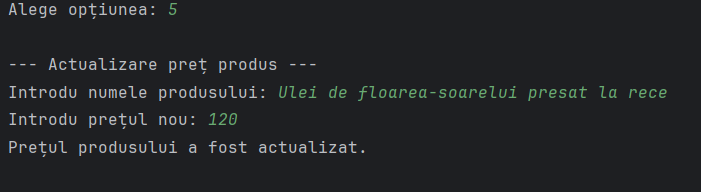 Alege opțiunea: 5
--- Actualizare preț produs ---
Introdu numele produsului: Ulei de floarea-soarelui presat la rece
Introdu prețul nou: 120
Prețul produsului a fost actualizat.